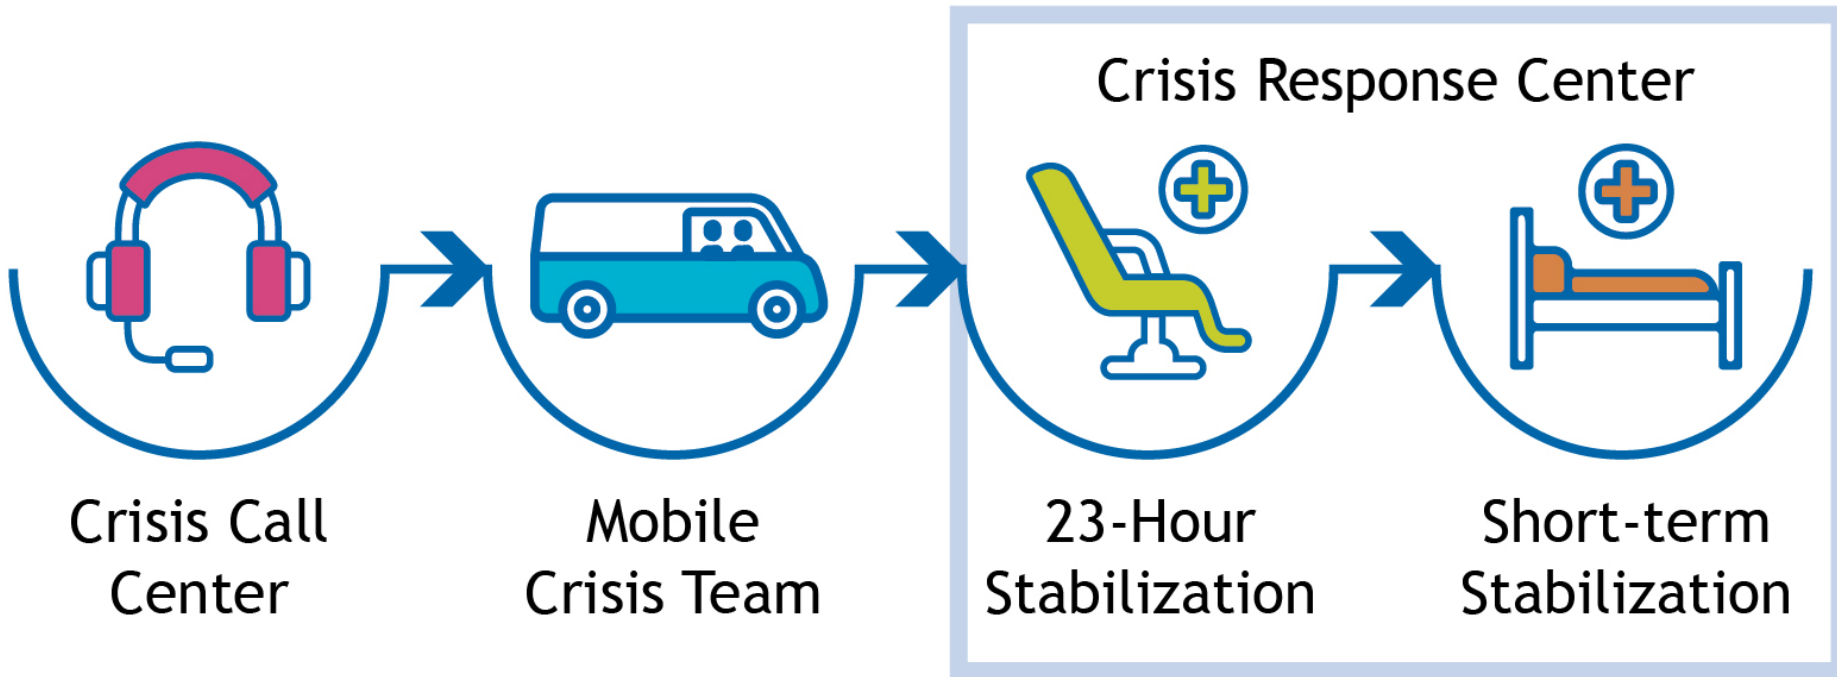 Crisis Response Center
Crisis Call
Center
Mobile
Crisis Team
23-Hour
Stabilization
Short-term
Stabilization